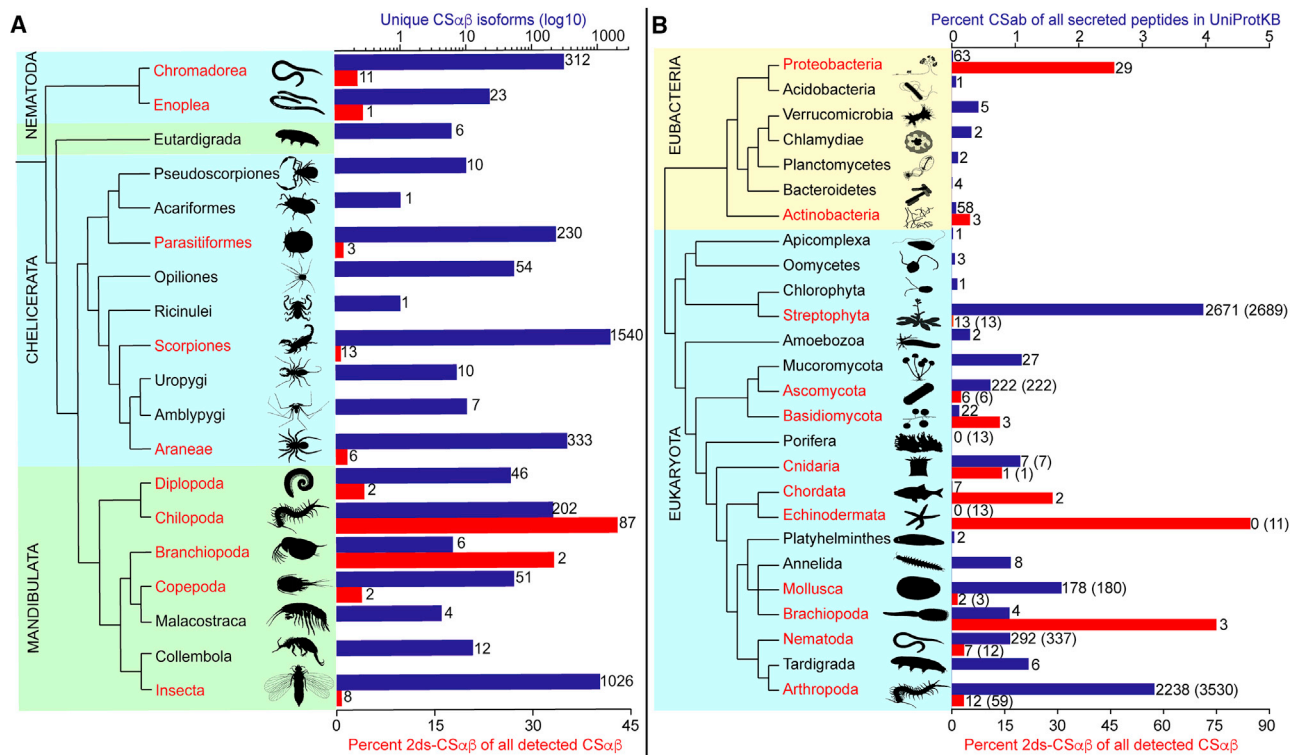 A
Unique CSαβ isoforms (log10)
1 10 100 1000
NEMATODA
Chromadorea
312
11
Enoplea
23
1
Eutardigrada
6
CHELICERATA
Pseudoscorpiones
10
Acariformes
1
Parasitiformes
230
3
Opiliones
54
Ricinulei
1
Scorpiones
1540
13
Uropygi
10
Amblypygi
7
Araneae
333
6
MANDIBULATA
Diplopoda
46
2
Chilopoda
202
87
Branchiopoda
6
2
Copepoda
51
2
Malacostraca
4
Collembola
12
Insecta
1026
8
0 15 30 45
Percent 2ds-CSαβ of all detected CSαβ
B
Percent CSab of all secreted peptides in UniProtKB
0 1 3 4 5
EUBACTERIA
Proteobacteria
63
29
Acidobacteria
1
Verrucomicrobia
5
Chlamydiae
2
Planctomycetes
2
Bacteroidetes
4
Actinobacteria
58
3
EUKARYOTA
Apicomplexa
1
Oomycetes
3
Chlorophyta
1
Streptophyta
2671 (2689)
13 (13)
Amoebozoa
2
Mucoromycota
27
Ascomycota
222 (222)
6 (6)
Basidiomycota
22
3
Porifera
0 (13)
Cnidaria
7 (7)
1 (1)
Chordata
7
2
Echinodermata
0 (13)
0 (11)
Platyhelminthes
2
Annelida
8
Mollusca
178 (180)
2 (3)
Brachiopoda
4
3
Nematoda
292 (337)
7 (12)
Tardigrada
6
Arthropoda
2238 (3530)
12 (59)
0 15 30 45 60 75 90
Percent 2ds-CSαβ of all detected CSαβ